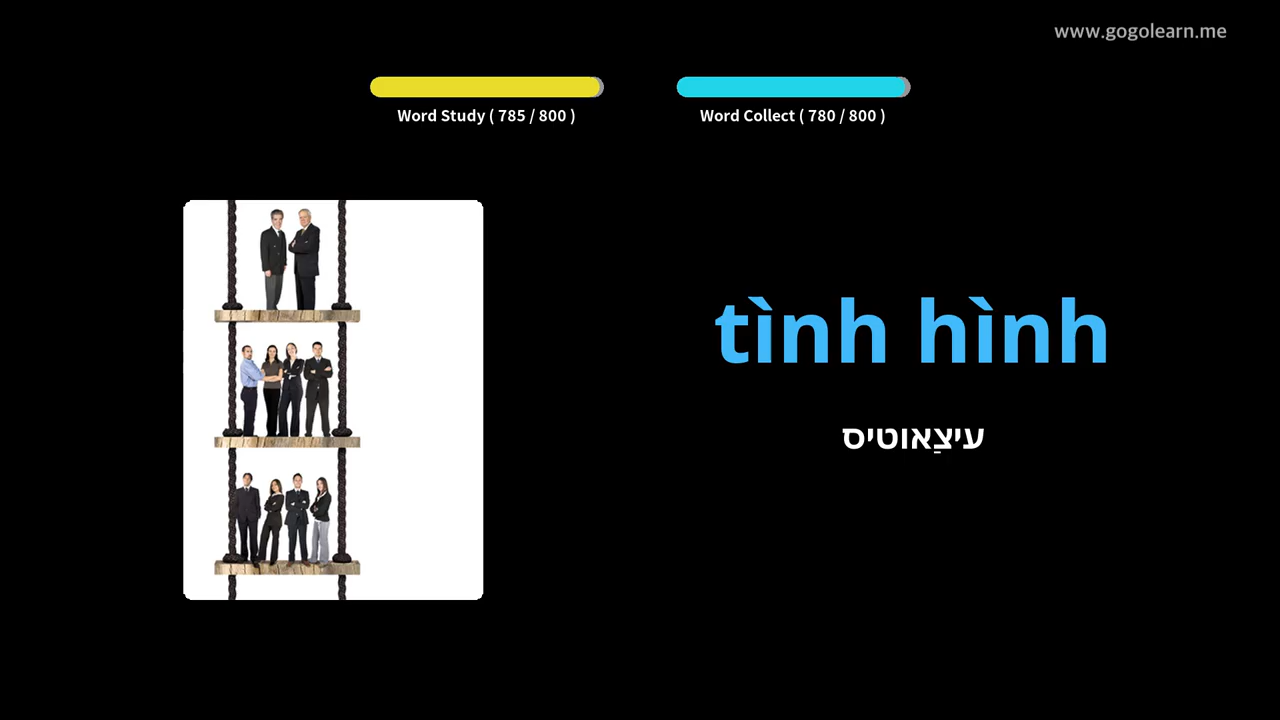 www.gogolearn.me
Word Study ( 785 / 800 )
Word Collect ( 780 / 800 )
tình hình
עיצַאוטיס